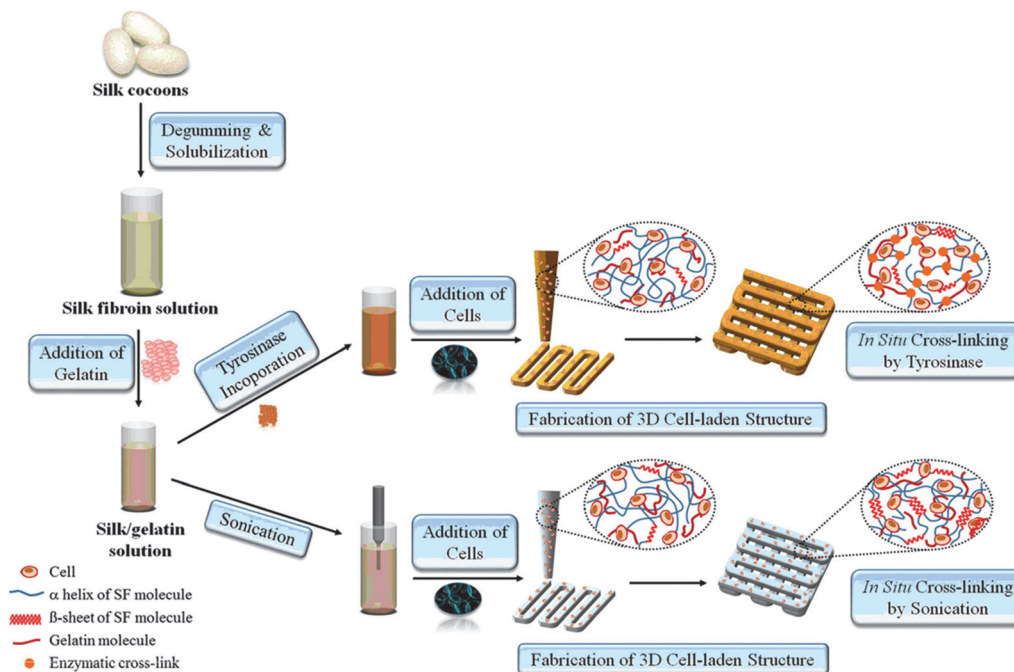 Silk cocoons
Degumming &
Solubilization
Silk fibroin solution
Addition of
Gelatin
Tyrosinase
Incoporation
Addition of
Cells
In Situ Cross-linking
by Tyrosinase
Fabrication of 3D Cell-laden Structure
Silk/gelatin
solution
Sonication
Addition of
Cells
In Situ Cross-linking
by Sonication
Fabrication of 3D Cell-laden Structure
Cell
α helix of SF molecule
ß-sheet of SF molecule
Gelatin molecule
Enzymatic cross-link